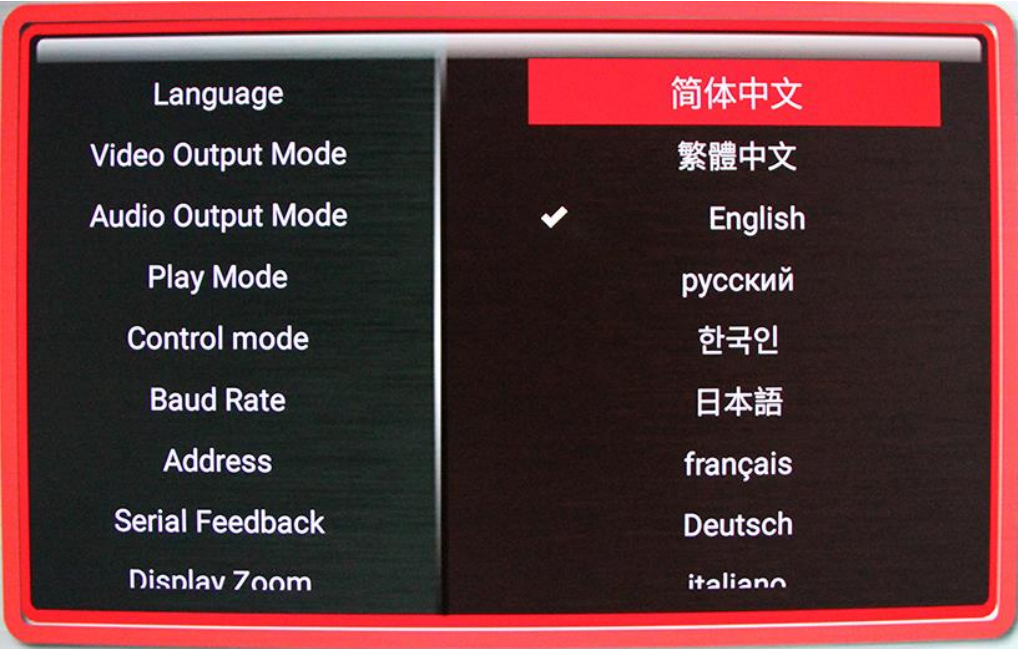 Language
Video Output Mode
Audio Output Mode
Play Mode
Control mode
Baud Rate
Address
Serial Feedback
Display Zoom
简体中文
繁體中文
English
русский
한국인
日本語
français
Deutsch
italiano